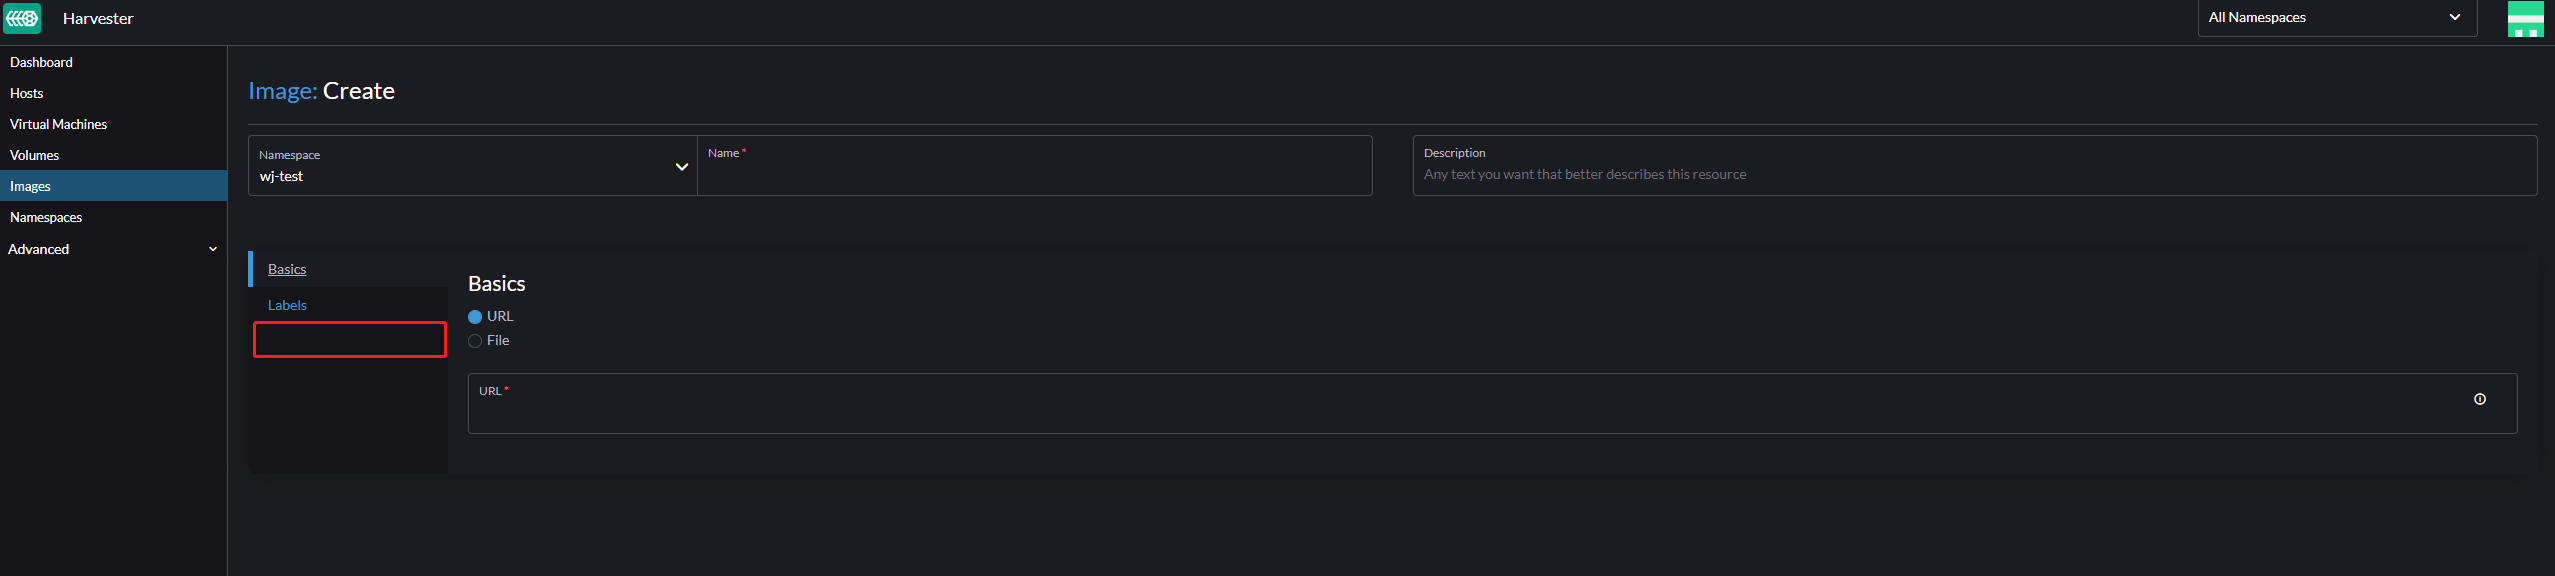 Harvester
All Namespaces
Dashboard
Hosts
Virtual Machines
Volumes
Images
Namespaces
Advanced
Image: Create
Namespace
wj-test
Name *
Description
Any text you want that better describes this resource
Basics
Labels
Basics
URL
File
URL *